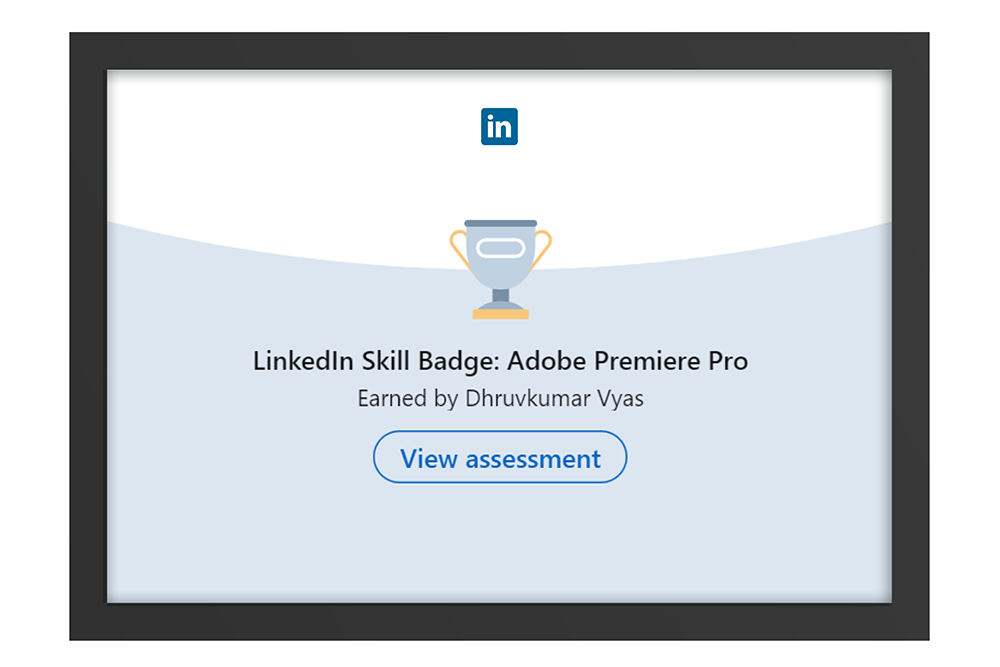 in
LinkedIn Skill Badge: Adobe Premiere Pro
Earned by Dhruvkumar Vyas
View assessment